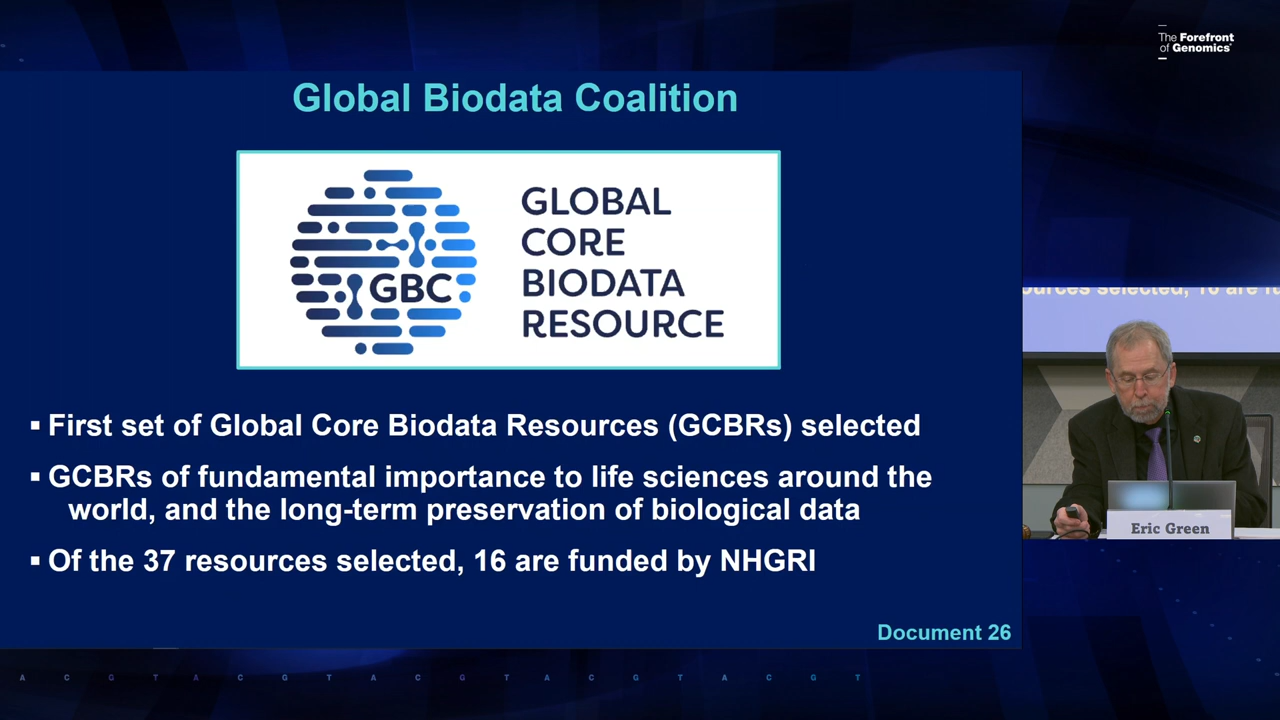 The Forefront
of Genomics®
Global Biodata Coalition
GBC
GLOBAL
CORE
BIODATA
RESOURCE
▪ First set of Global Core Biodata Resources (GCBRs) selected
▪ GCBRs of fundamental importance to life sciences around the
world, and the long-term preservation of biological data
▪ Of the 37 resources selected, 16 are funded by NHGRI
Document 26
Eric Green
A C G T A C G T A C G T A C G T A C G T